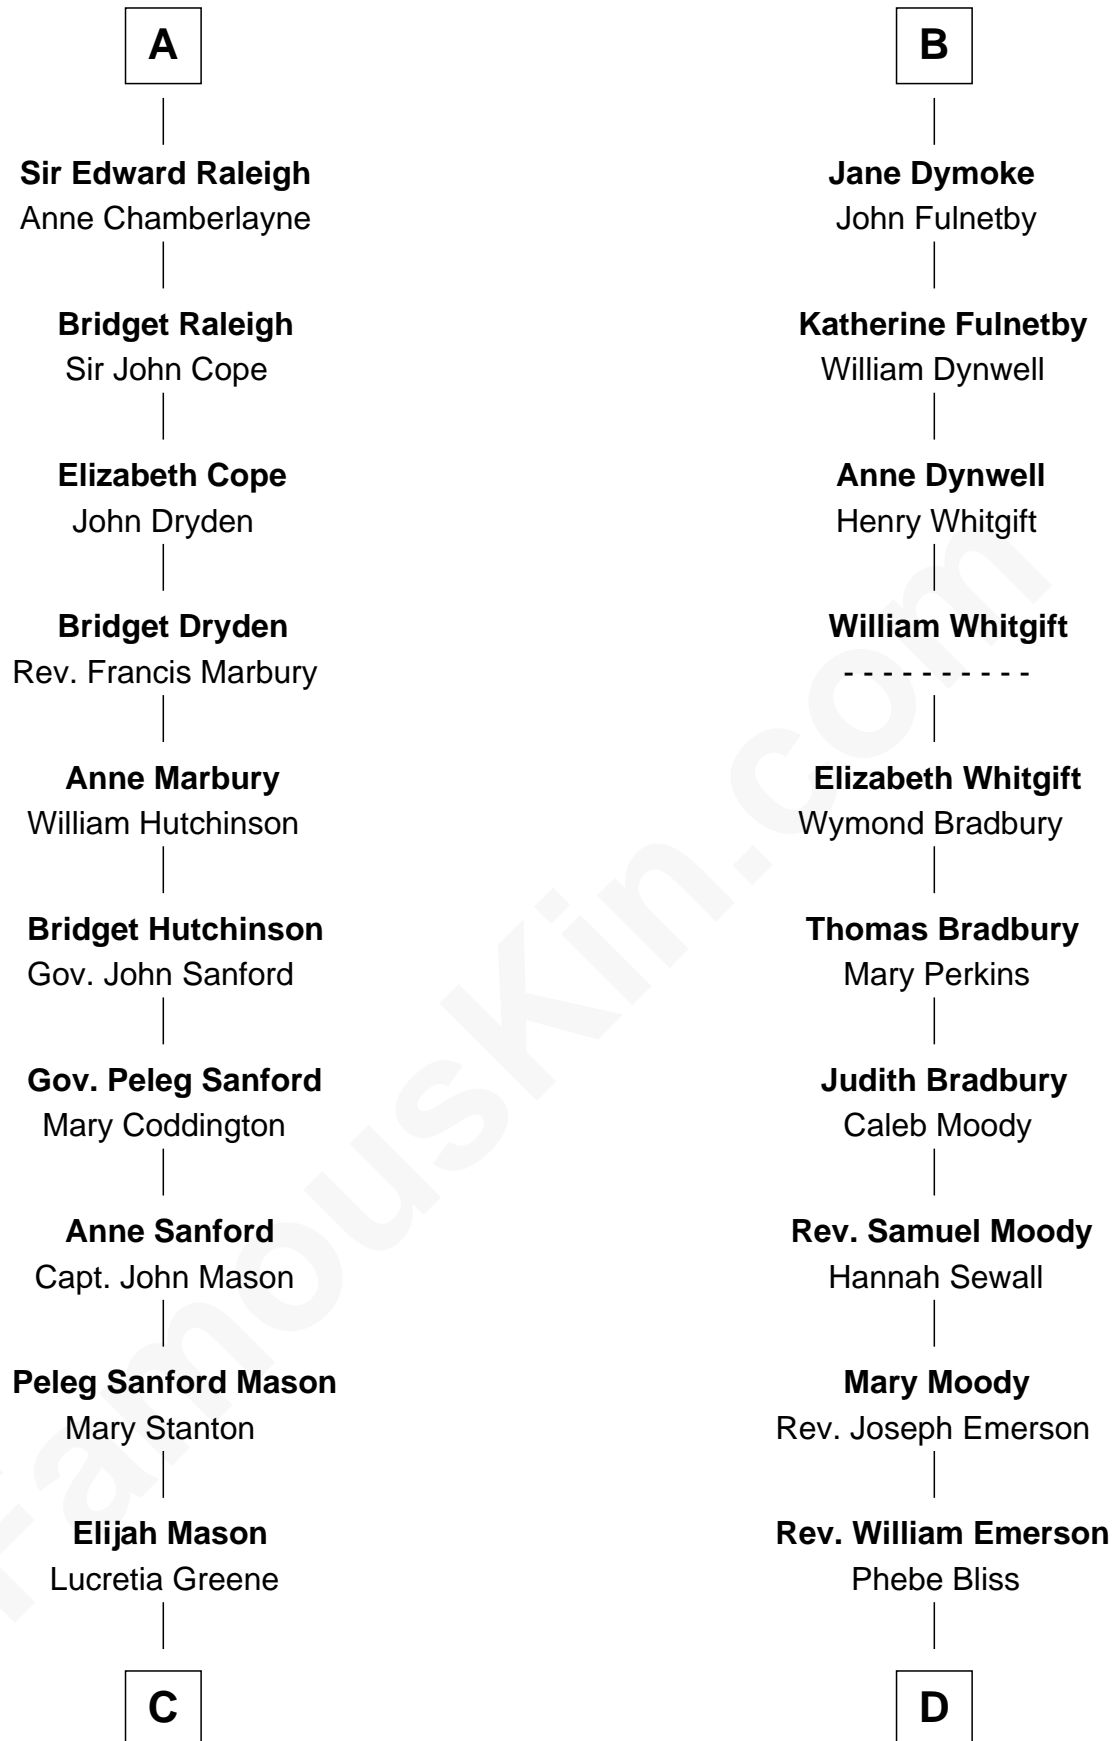 A
Sir Edward Raleigh
Anne Chamberlayne
Bridget Raleigh
Sir John Cope
Elizabeth Cope
John Dryden
Bridget Dryden
Rev. Francis Marbury
Anne Marbury
William Hutchinson
Bridget Hutchinson
Gov. John Sanford
Gov. Peleg Sanford
Mary Coddington
Anne Sanford
Capt. John Mason
Peleg Sanford Mason
Mary Stanton
Elijah Mason
Lucretia Greene
C
B
Jane Dymoke
John Fulnetby
Katherine Fulnetby
William Dynwell
Anne Dynwell
Henry Whitgift
William Whitgift
- - - - - - - - - -
Elizabeth Whitgift
Wymond Bradbury
Thomas Bradbury
Mary Perkins
Judith Bradbury
Caleb Moody
Rev. Samuel Moody
Hannah Sewall
Mary Moody
Rev. Joseph Emerson
Rev. William Emerson
Phebe Bliss
D
FamousKin.com